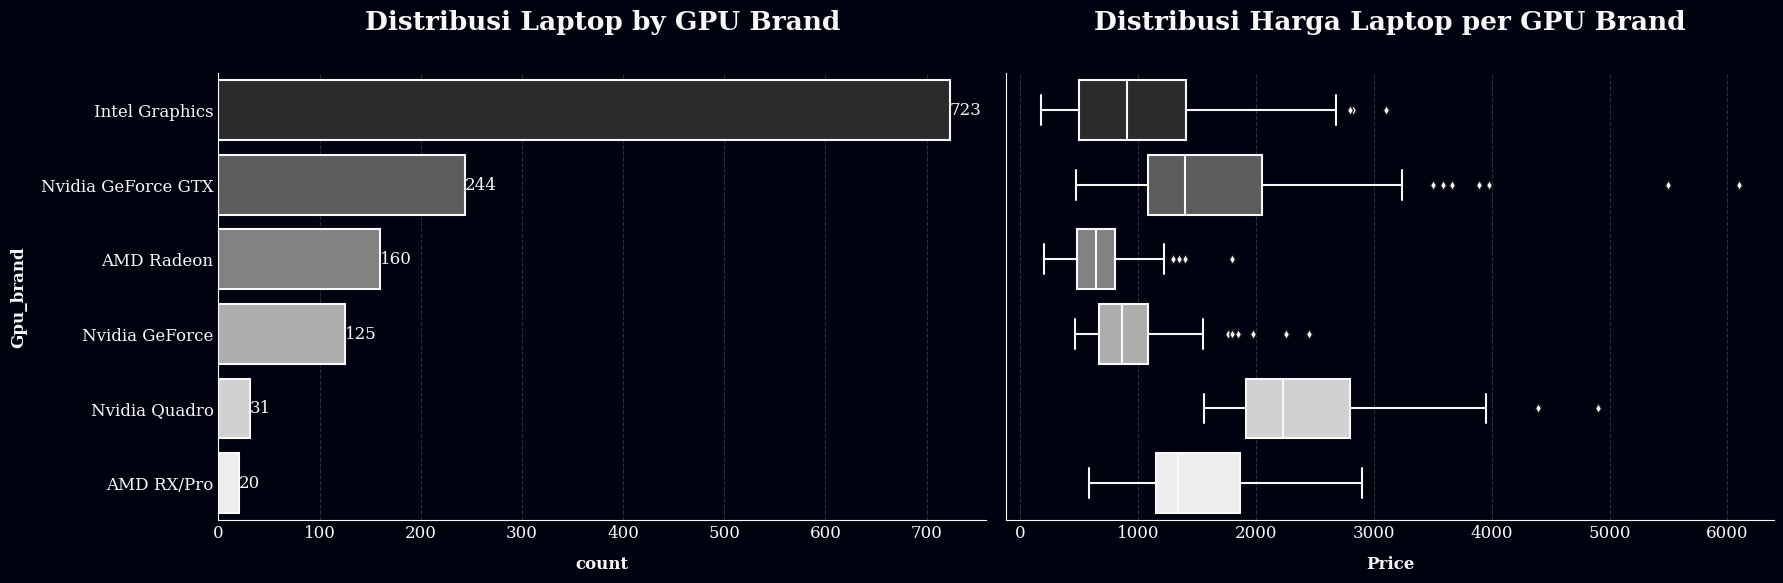 Distribusi Laptop by GPU Brand
Gpu_brand
Intel Graphics
723
Nvidia GeForce GTX
244
AMD Radeon
160
Nvidia GeForce
125
Nvidia Quadro
31
AMD RX/Pro
20
0 100 200 300 400 500 600 700
count
Distribusi Harga Laptop per GPU Brand
0 1000 2000 3000 4000 5000 6000
Price